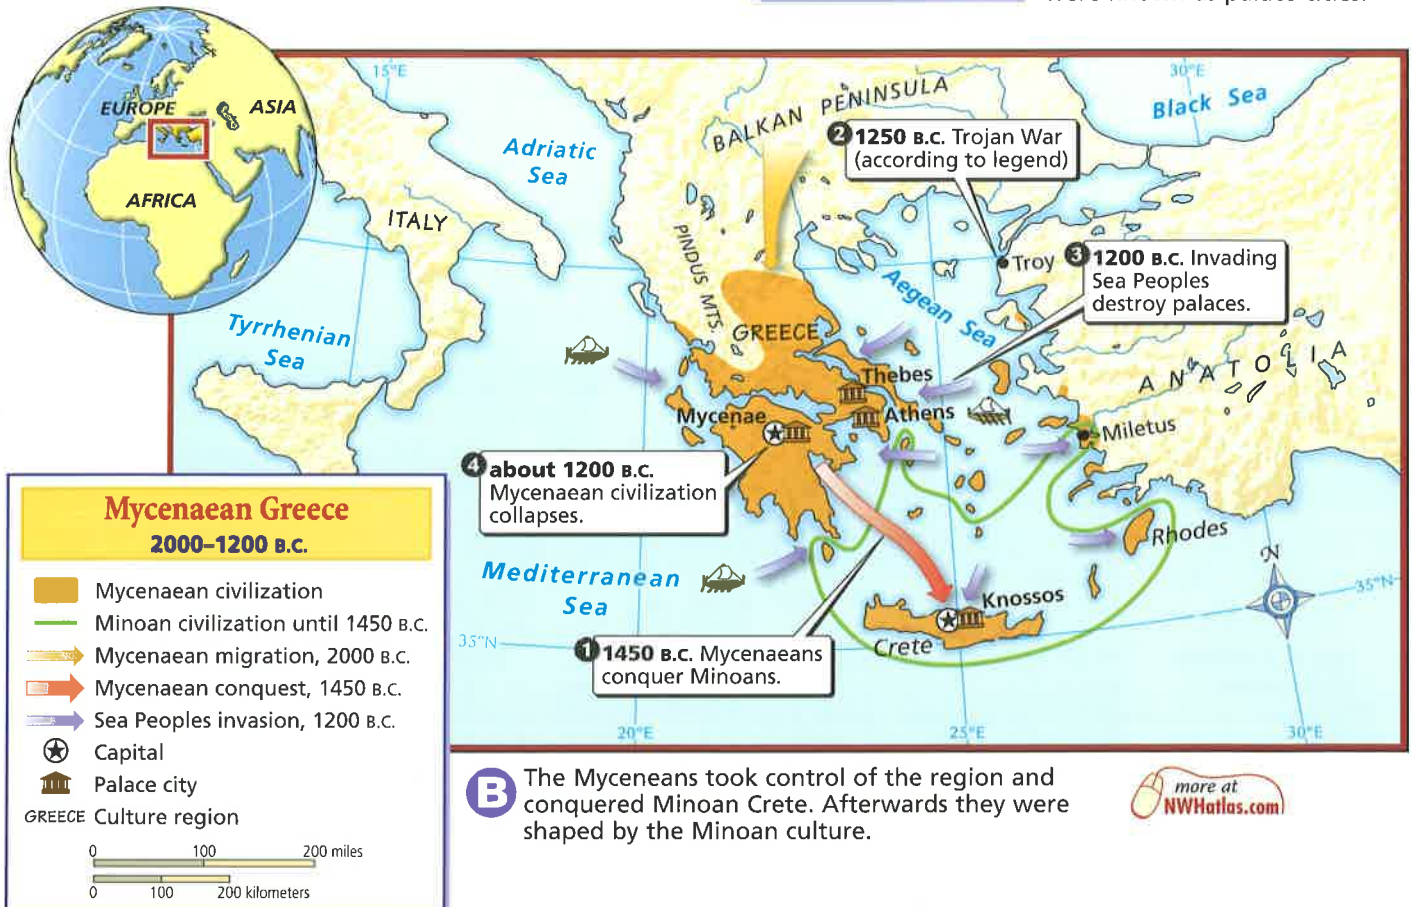 EUROPE
ASIA
AFRICA
15°E
30°E
Black Sea
BALKAN PENINSULA
Adriatic
Sea
❷ 1250 B.C. Trojan War
(according to legend)
ITALY
PINDUS MTS.
Troy
❸ 1200 B.C. Invading
Sea Peoples
destroy palaces.
Aegean Sea
Tyrrhenian
Sea
GREECE
ANATOLIA
Thebes
Mycenae
Athens
Miletus
❹ about 1200 B.C.
Mycenaean civilization
collapses.
Rhodes
Mediterranean
Sea
N
35°N
Knossos
35°N
Crete
❶ 1450 B.C. Mycenaeans
conquer Minoans.
20°E
25°E
30°E
Mycenaean Greece
2000–1200 B.C.
Mycenaean civilization
Minoan civilization until 1450 B.C.
Mycenaean migration, 2000 B.C.
Mycenaean conquest, 1450 B.C.
Sea Peoples invasion, 1200 B.C.
Capital
Palace city
GREECE Culture region
0 100 200 miles
0 100 200 kilometers
B The Myceneans took control of the region and
conquered Minoan Crete. Afterwards they were
shaped by the Minoan culture.
more at
NWHatlas.com